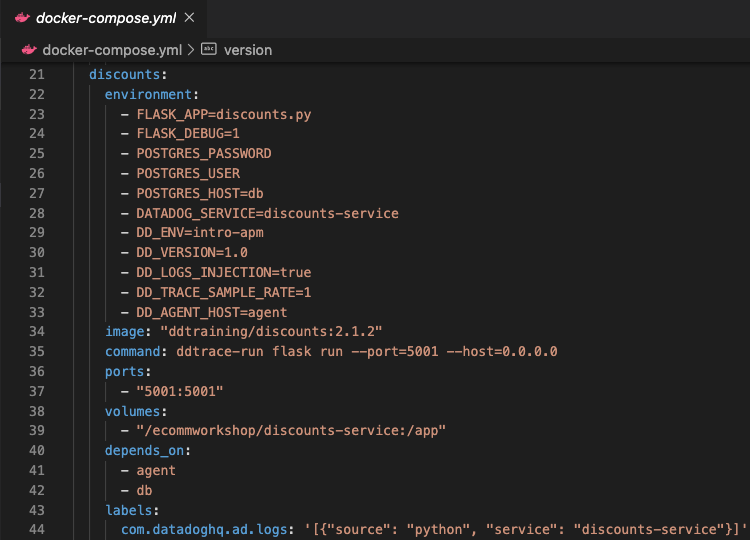 docker-compose.yml ×
docker-compose.yml > abc version
21 discounts:
22 environment:
23 - FLASK_APP=discounts.py
24 - FLASK_DEBUG=1
25 - POSTGRES_PASSWORD
26 - POSTGRES_USER
27 - POSTGRES_HOST=db
28 - DATADOG_SERVICE=discounts-service
29 - DD_ENV=intro-apm
30 - DD_VERSION=1.0
31 - DD_LOGS_INJECTION=true
32 - DD_TRACE_SAMPLE_RATE=1
33 - DD_AGENT_HOST=agent
34 image: "ddtraining/discounts:2.1.2"
35 command: ddtrace-run flask run --port=5001 --host=0.0.0.0
36 ports:
37 - "5001:5001"
38 volumes:
39 - "/ecommworkshop/discounts-service:/app"
40 depends_on:
41 - agent
42 - db
43 labels:
44 com.datadoghq.ad.logs: '[{"source": "python", "service": "discounts-service"}]'